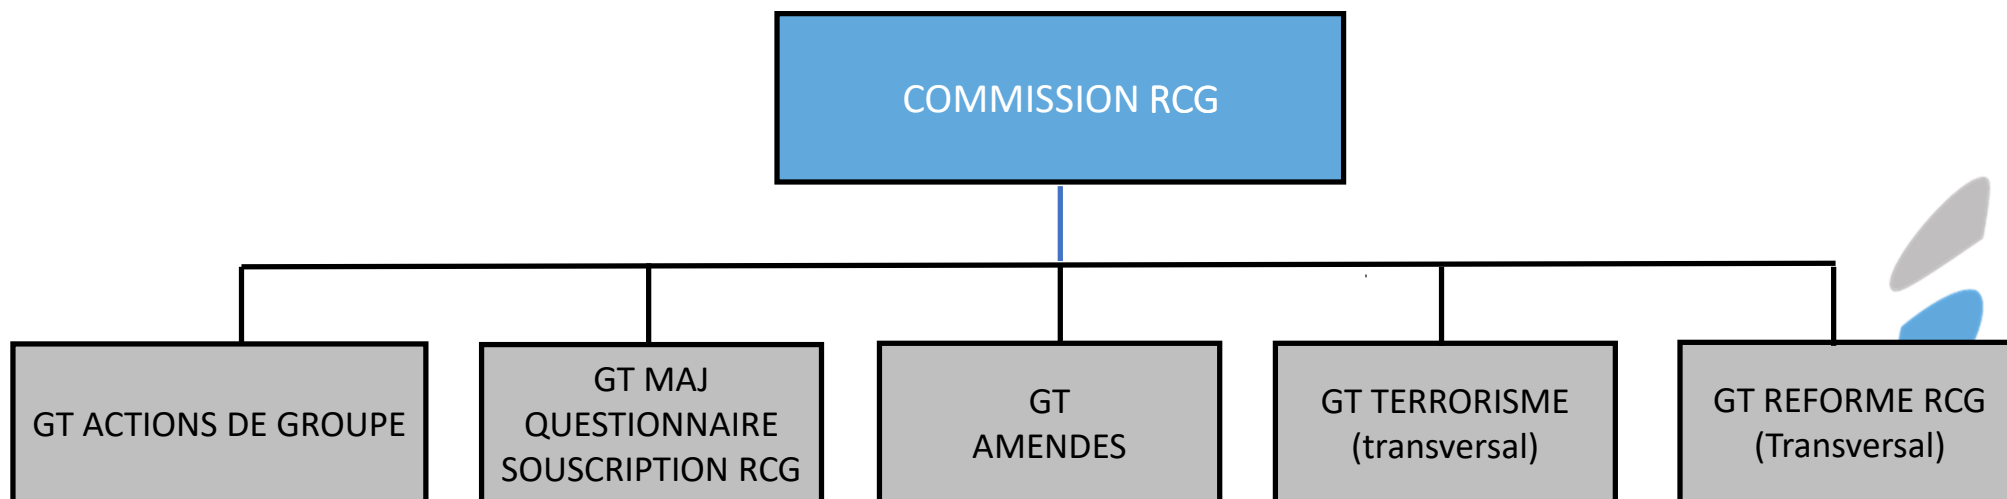 COMMISSION RCG
GT ACTIONS DE GROUPE
GT MAJ
QUESTIONNAIRE
SOUSCRIPTION RCG
GT
AMENDES
GT TERRORISME
(transversal)
GT REFORME RCG
(Transversal)